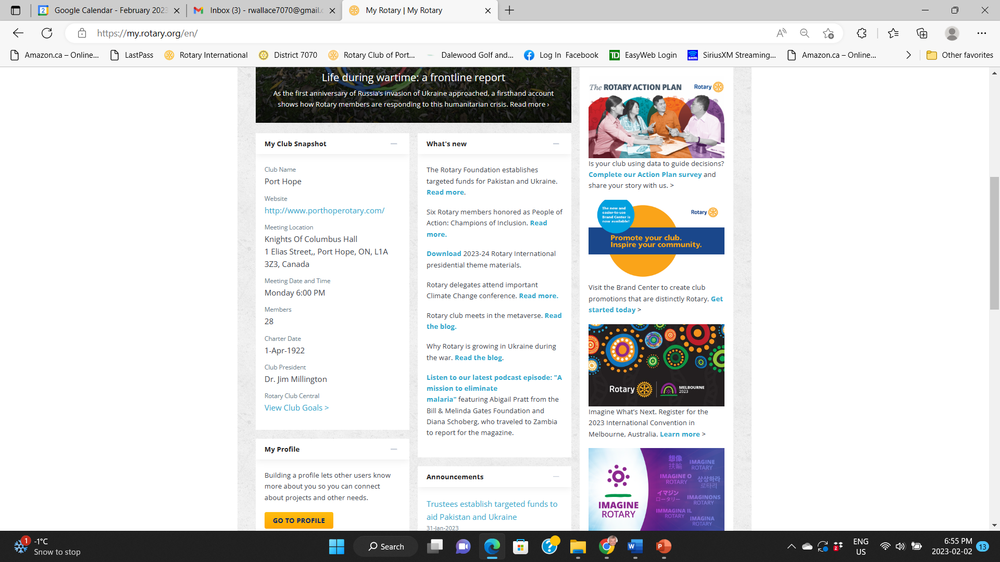 Google Calendar - February 2023
Inbox (3) - rwallace7070@gmail.c
My Rotary | My Rotary
https://my.rotary.org/en/
Amazon.ca – Online...
LastPass
Rotary International
District 7070
Rotary Club of Port...
Dalewood Golf and...
Log In Facebook
EasyWeb Login
SiriusXM Streaming...
Amazon.ca – Online...
Other favorites
Life during wartime: a frontline report
As the first anniversary of Russia’s invasion of Ukraine approached, a firsthand account
shows how Rotary members are responding to this humanitarian crisis. Read more ›
My Club Snapshot
Club Name
Port Hope
Website
http://www.porthoperotary.com/
Meeting Location
Knights Of Columbus Hall
1 Elias Street,, Port Hope, ON, L1A
3Z3, Canada
Meeting Date and Time
Monday 6:00 PM
Members
28
Charter Date
1-Apr-1922
Club President
Dr. Jim Millington
Rotary Club Central
View Club Goals >
My Profile
Building a profile lets other users know
more about you so you can connect
about projects and other needs.
GO TO PROFILE
What's new
The Rotary Foundation establishes
targeted funds for Pakistan and Ukraine.
Read more.
Six Rotary members honored as People of
Action: Champions of Inclusion. Read
more.
Download 2023-24 Rotary International
presidential theme materials.
Rotary delegates attend important
Climate Change conference. Read more.
Rotary club meets in the metaverse. Read
the blog.
Why Rotary is growing in Ukraine during
the war. Read the blog.
Listen to our latest podcast episode: "A
mission to eliminate
malaria" featuring Abigail Pratt from the
Bill & Melinda Gates Foundation and
Diana Schoberg, who traveled to Zambia
to report for the magazine.
Announcements
Trustees establish targeted funds to
aid Pakistan and Ukraine
31-Jan-2023
The ROTARY ACTION PLAN
Rotary
Is your club using data to guide decisions?
Complete our Action Plan survey and
share your story with us. >
The new and
easier-to-use
Brand Center is
now available!
Rotary
Promote your club.
Inspire your community.
Visit the Brand Center to create club
promotions that are distinctly Rotary. Get
started today >
Rotary
MELBOURNE
2023
Imagine What’s Next. Register for the
2023 International Convention in
Melbourne, Australia. Learn more >
IMAGINE
ROTARY
想像
扶輪
IMAGINE
ROTARY
IMAGINE O
ROTARY
상상하라
로타리
イマジン
ロータリー
IMAGINONS
ROTARY
IMMAGINA IL
ROTARY
IMAGINA
ROTARY
1
-1°C
Snow to stop
Search
ENG
US
6:55 PM
2023-02-02
13